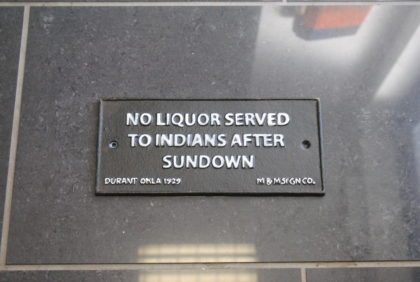 NO LIQUOR SERVED
TO INDIANS AFTER
SUNDOWN
DURANT OKLA 1929 M & M SIGN CO.